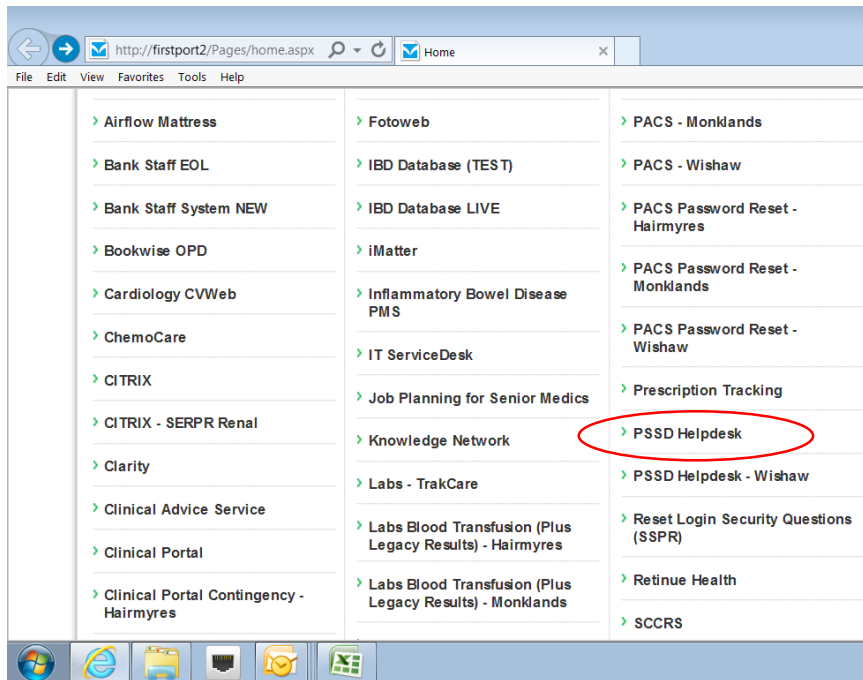 http://firstport2/Pages/home.aspx
Home
File Edit View Favorites Tools Help
Airflow Mattress
Bank Staff EOL
Bank Staff System NEW
Bookwise OPD
Cardiology CVWeb
ChemoCare
CITRIX
CITRIX - SERPR Renal
Clarity
Clinical Advice Service
Clinical Portal
Clinical Portal Contingency -
Hairmyres
Fotoweb
IBD Database (TEST)
IBD Database LIVE
iMatter
Inflammatory Bowel Disease
PMS
IT ServiceDesk
Job Planning for Senior Medics
Knowledge Network
Labs - TrakCare
Labs Blood Transfusion (Plus
Legacy Results) - Hairmyres
Labs Blood Transfusion (Plus
Legacy Results) - Monklands
PACS - Monklands
PACS - Wishaw
PACS Password Reset -
Hairmyres
PACS Password Reset -
Monklands
PACS Password Reset -
Wishaw
Prescription Tracking
PSSD Helpdesk
PSSD Helpdesk - Wishaw
Reset Login Security Questions
(SSPR)
Retinue Health
SCCRS